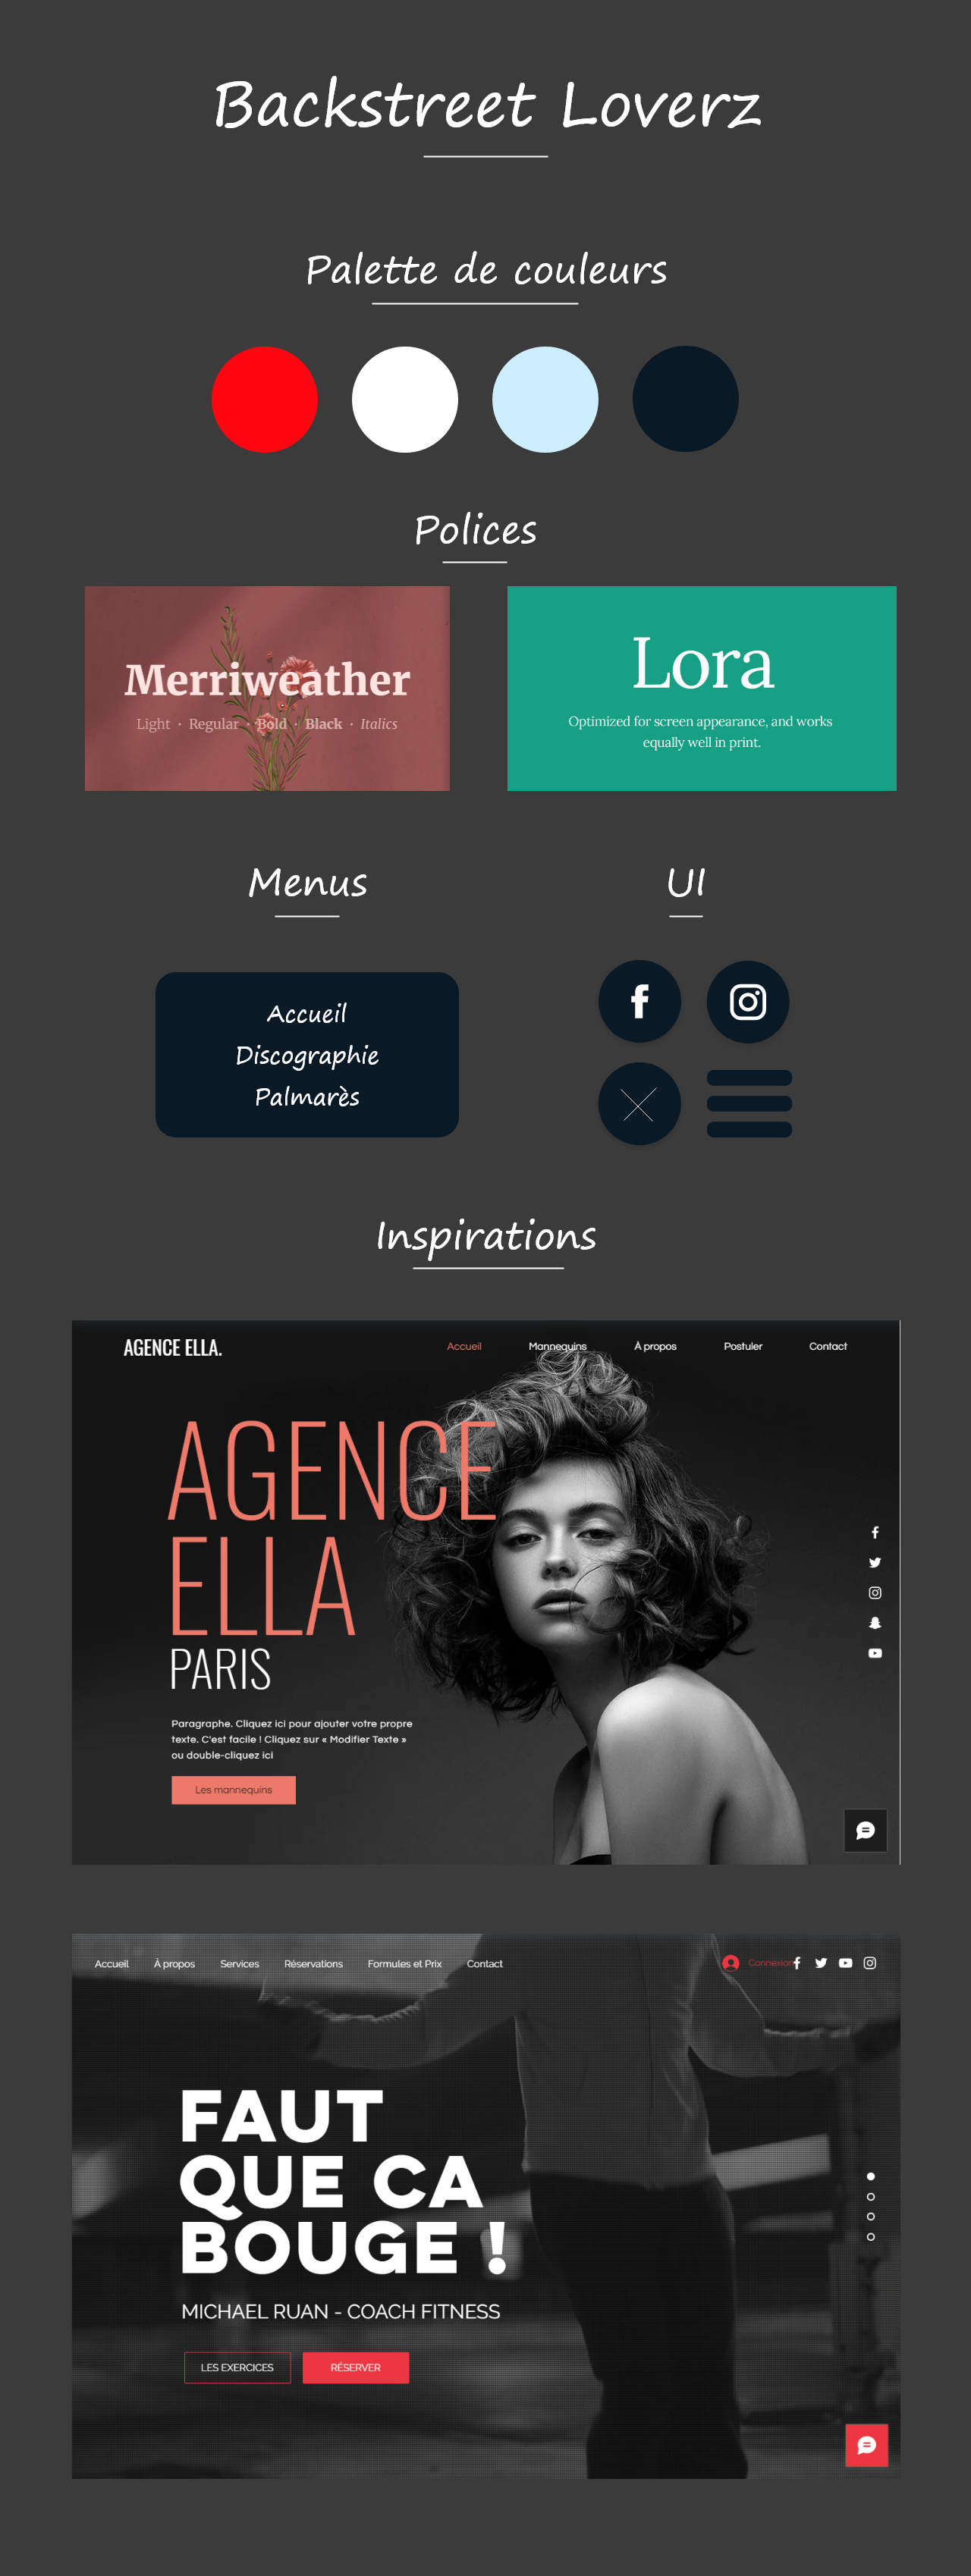 Backstreet Loverz
Palette de couleurs
Polices
Merriweather
Light · Regular · Bold · Black · Italics
Lora
Optimized for screen appearance, and works
equally well in print.
Menus
UI
Accueil
Discographie
Palmarès
Inspirations
AGENCE ELLA.
Accueil Mannequins À propos Postuler Contact
AGENCE
ELLA
PARIS
Paragraphe. Cliquez ici pour ajouter votre propre
texte. C'est facile ! Cliquez sur « Modifier Texte »
ou double-cliquez ici
Les mannequins
Accueil À propos Services Réservations Formules et Prix Contact
Connexion
FAUT
QUE CA
BOUGE !
MICHAEL RUAN - COACH FITNESS
LES EXERCICES RÉSERVER